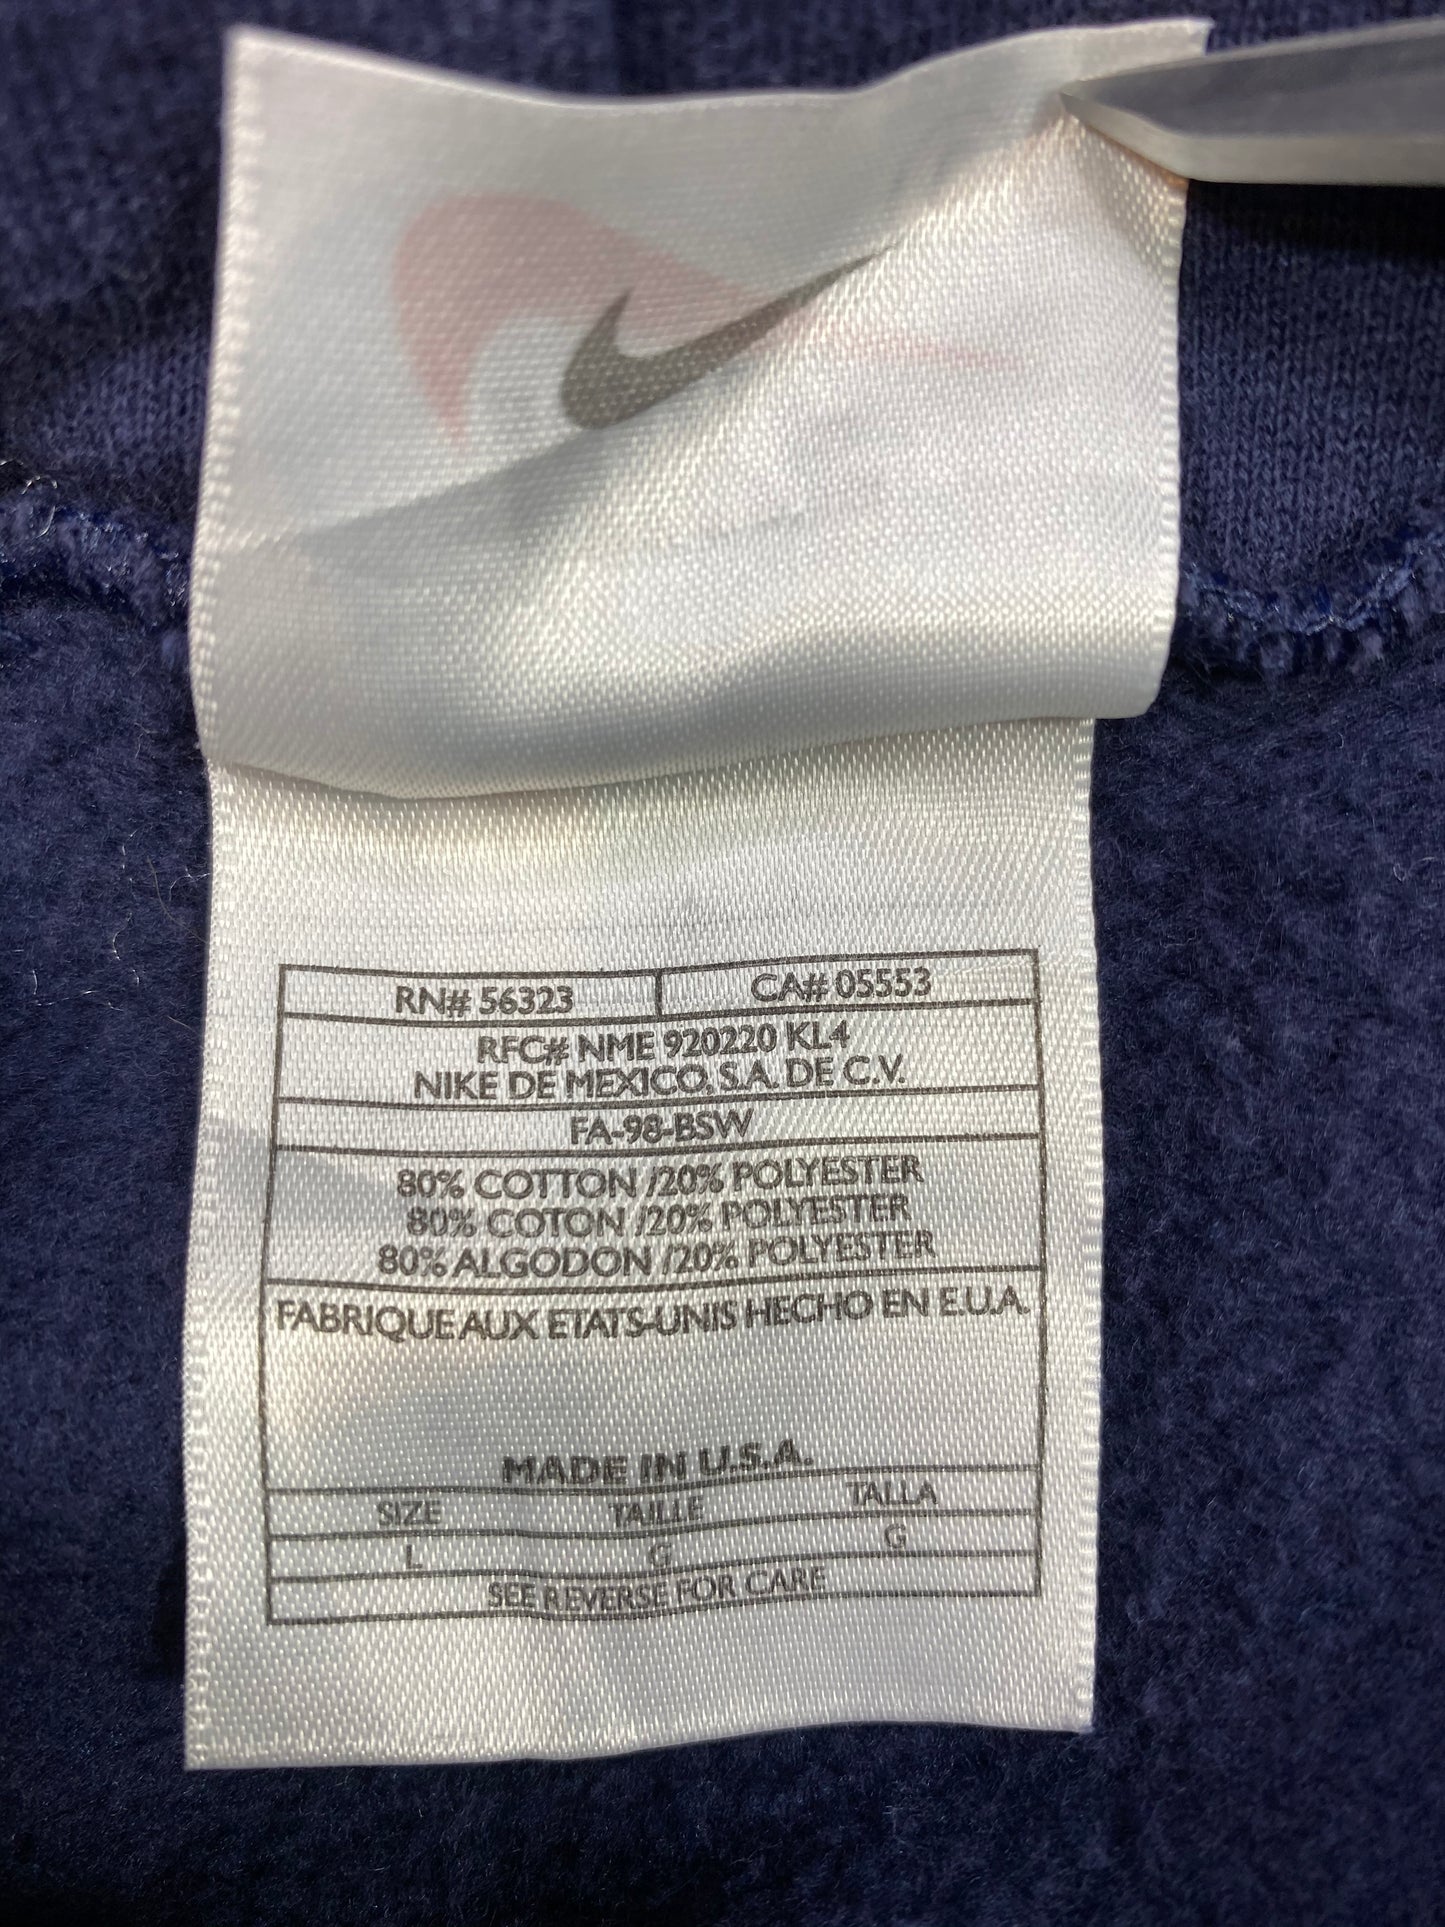 RN# 56323 CA# 05553
RFC# NME 920220 KL4
NIKE DE MEXICO, S.A. DE C.V.
FA-98-BSW
80% COTTON /20% POLYESTER
80% COTON /20% POLYESTER
80% ALGODON /20% POLYESTER
FABRIQUE AUX ETATS-UNIS HECHO EN E.U.A.
MADE IN U.S.A.
SIZE TAILLE TALLA
L G G
SEE REVERSE FOR CARE